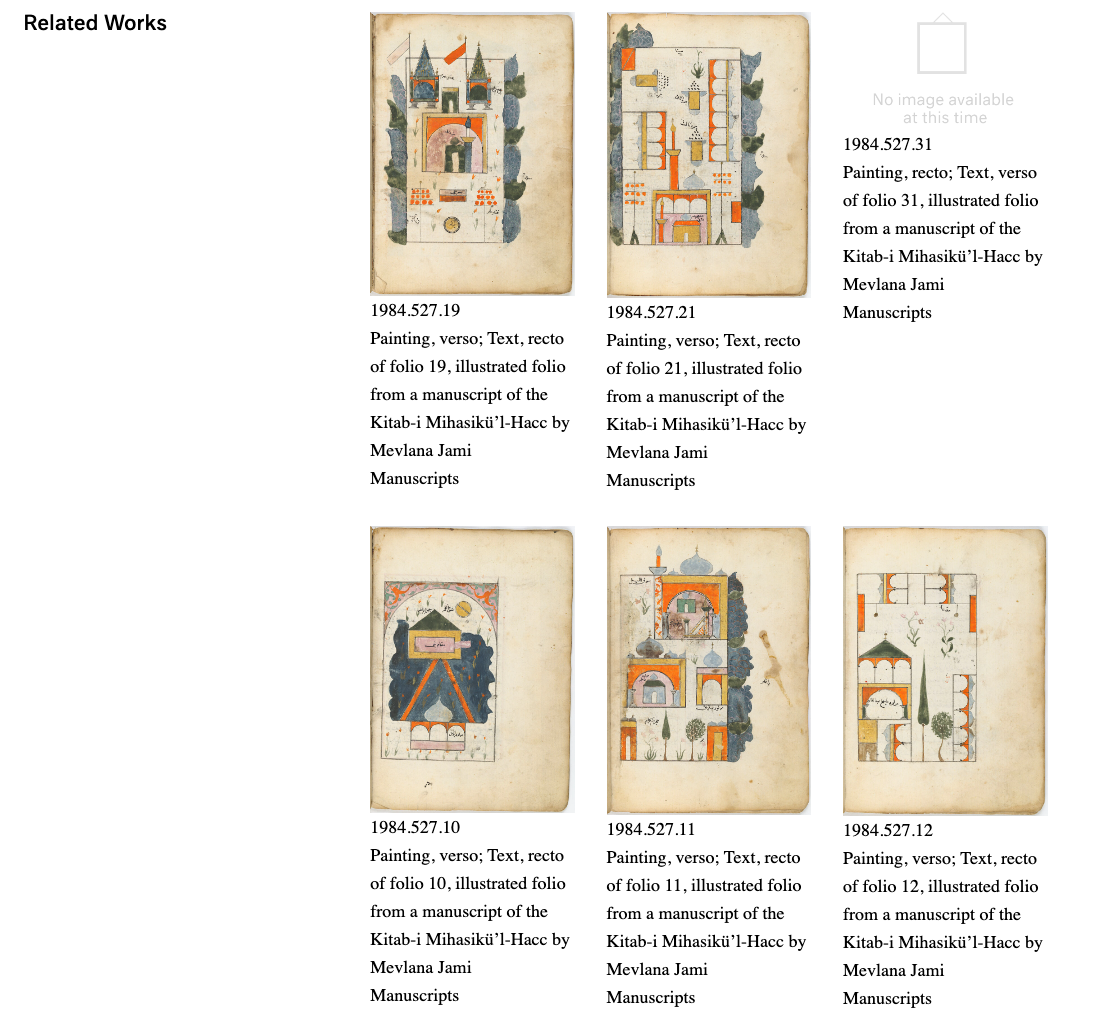 Related Works
No image available
at this time
1984.527.19
Painting, verso; Text, recto
of folio 19, illustrated folio
from a manuscript of the
Kitab-i Mihasikü’l-Hacc by
Mevlana Jami
Manuscripts
1984.527.21
Painting, verso; Text, recto
of folio 21, illustrated folio
from a manuscript of the
Kitab-i Mihasikü’l-Hacc by
Mevlana Jami
Manuscripts
1984.527.31
Painting, recto; Text, verso
of folio 31, illustrated folio
from a manuscript of the
Kitab-i Mihasikü’l-Hacc by
Mevlana Jami
Manuscripts
1984.527.10
Painting, verso; Text, recto
of folio 10, illustrated folio
from a manuscript of the
Kitab-i Mihasikü’l-Hacc by
Mevlana Jami
Manuscripts
1984.527.11
Painting, verso; Text, recto
of folio 11, illustrated folio
from a manuscript of the
Kitab-i Mihasikü’l-Hacc by
Mevlana Jami
Manuscripts
1984.527.12
Painting, verso; Text, recto
of folio 12, illustrated folio
from a manuscript of the
Kitab-i Mihasikü’l-Hacc by
Mevlana Jami
Manuscripts